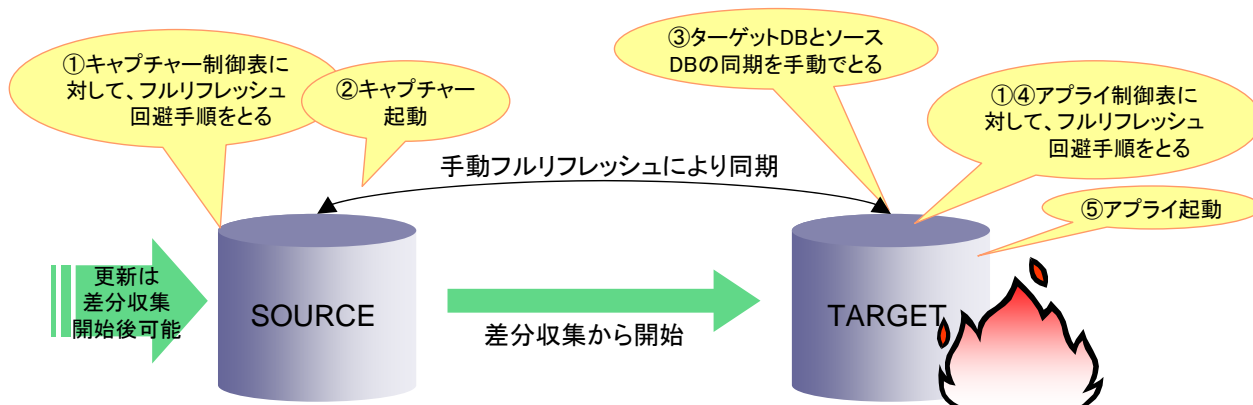 ①キャプチャー制御表に
対して、フルリフレッシュ
回避手順をとる
②キャプチャー
起動
③ターゲットDBとソース
DBの同期を手動でとる
①④アプライ制御表に
対して、フルリフレッシュ
回避手順をとる
手動フルリフレッシュにより同期
⑤アプライ起動
更新は
差分収集
開始後可能
SOURCE
差分収集から開始
TARGET